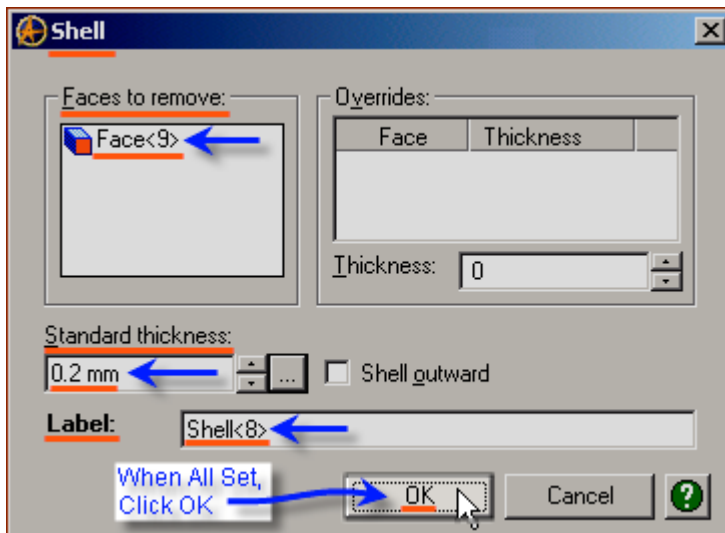 Shell
Faces to remove:
Face<9>
Overrides:
Face Thickness
Thickness: 0
Standard thickness:
0.2 mm
...
Shell outward
Label: Shell<8>
When All Set,
Click OK
OK
Cancel
?